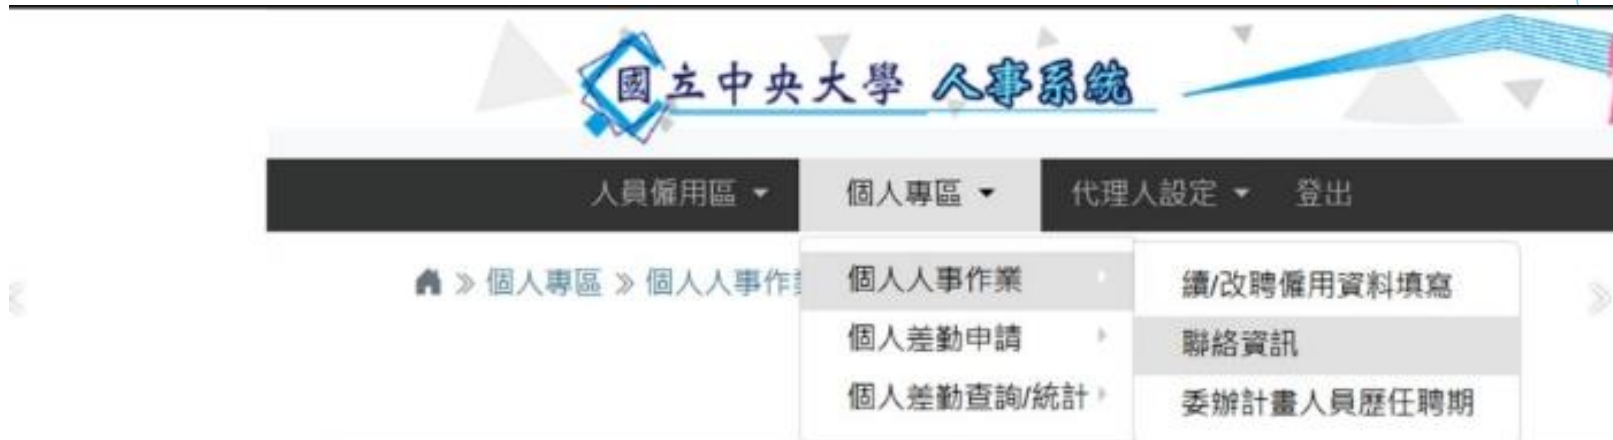 國立中央大學 人事系統
人員僱用區 個人專區 代理人設定 登出
» 個人專區 » 個人人事作
個人人事作業
續/改聘僱用資料填寫
個人差勤申請
聯絡資訊
個人差勤查詢/統計
委辦計畫人員歷任聘期